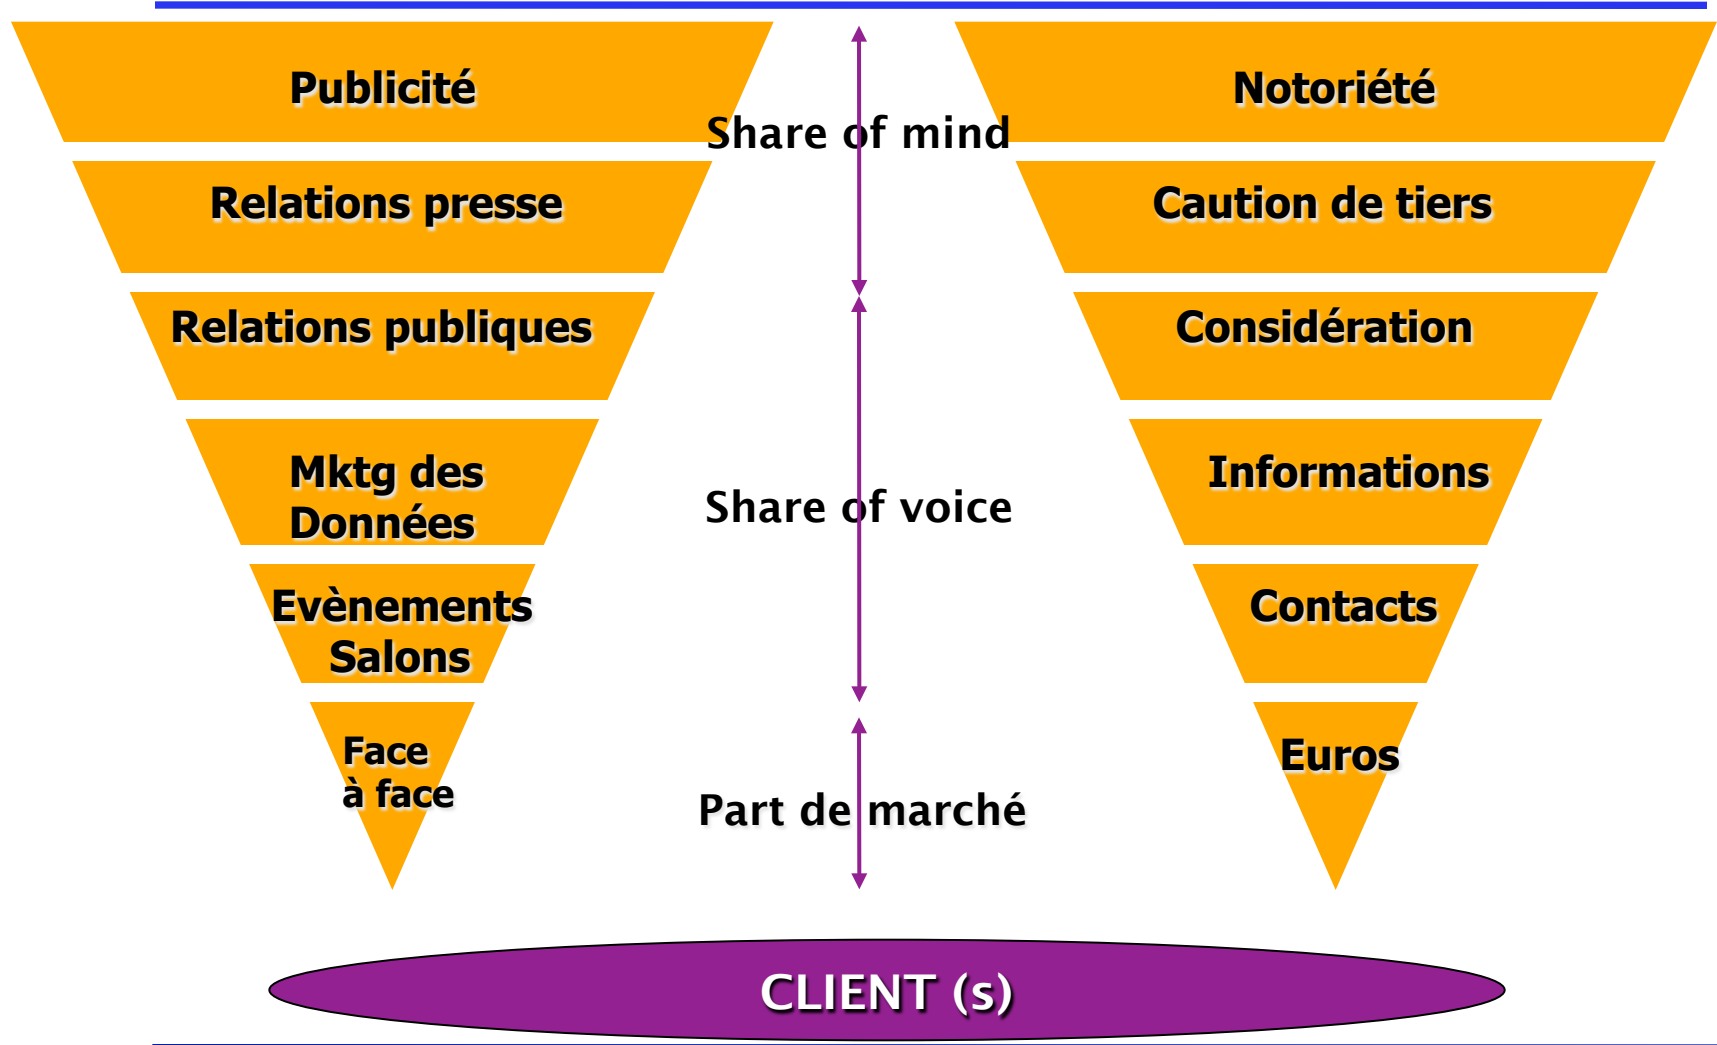 Publicité
Notoriété
Share of mind
Relations presse
Caution de tiers
Relations publiques
Considération
Mktg des
Données
Informations
Share of voice
Evènements
Salons
Contacts
Face
à face
Euros
Part de marché
CLIENT (s)